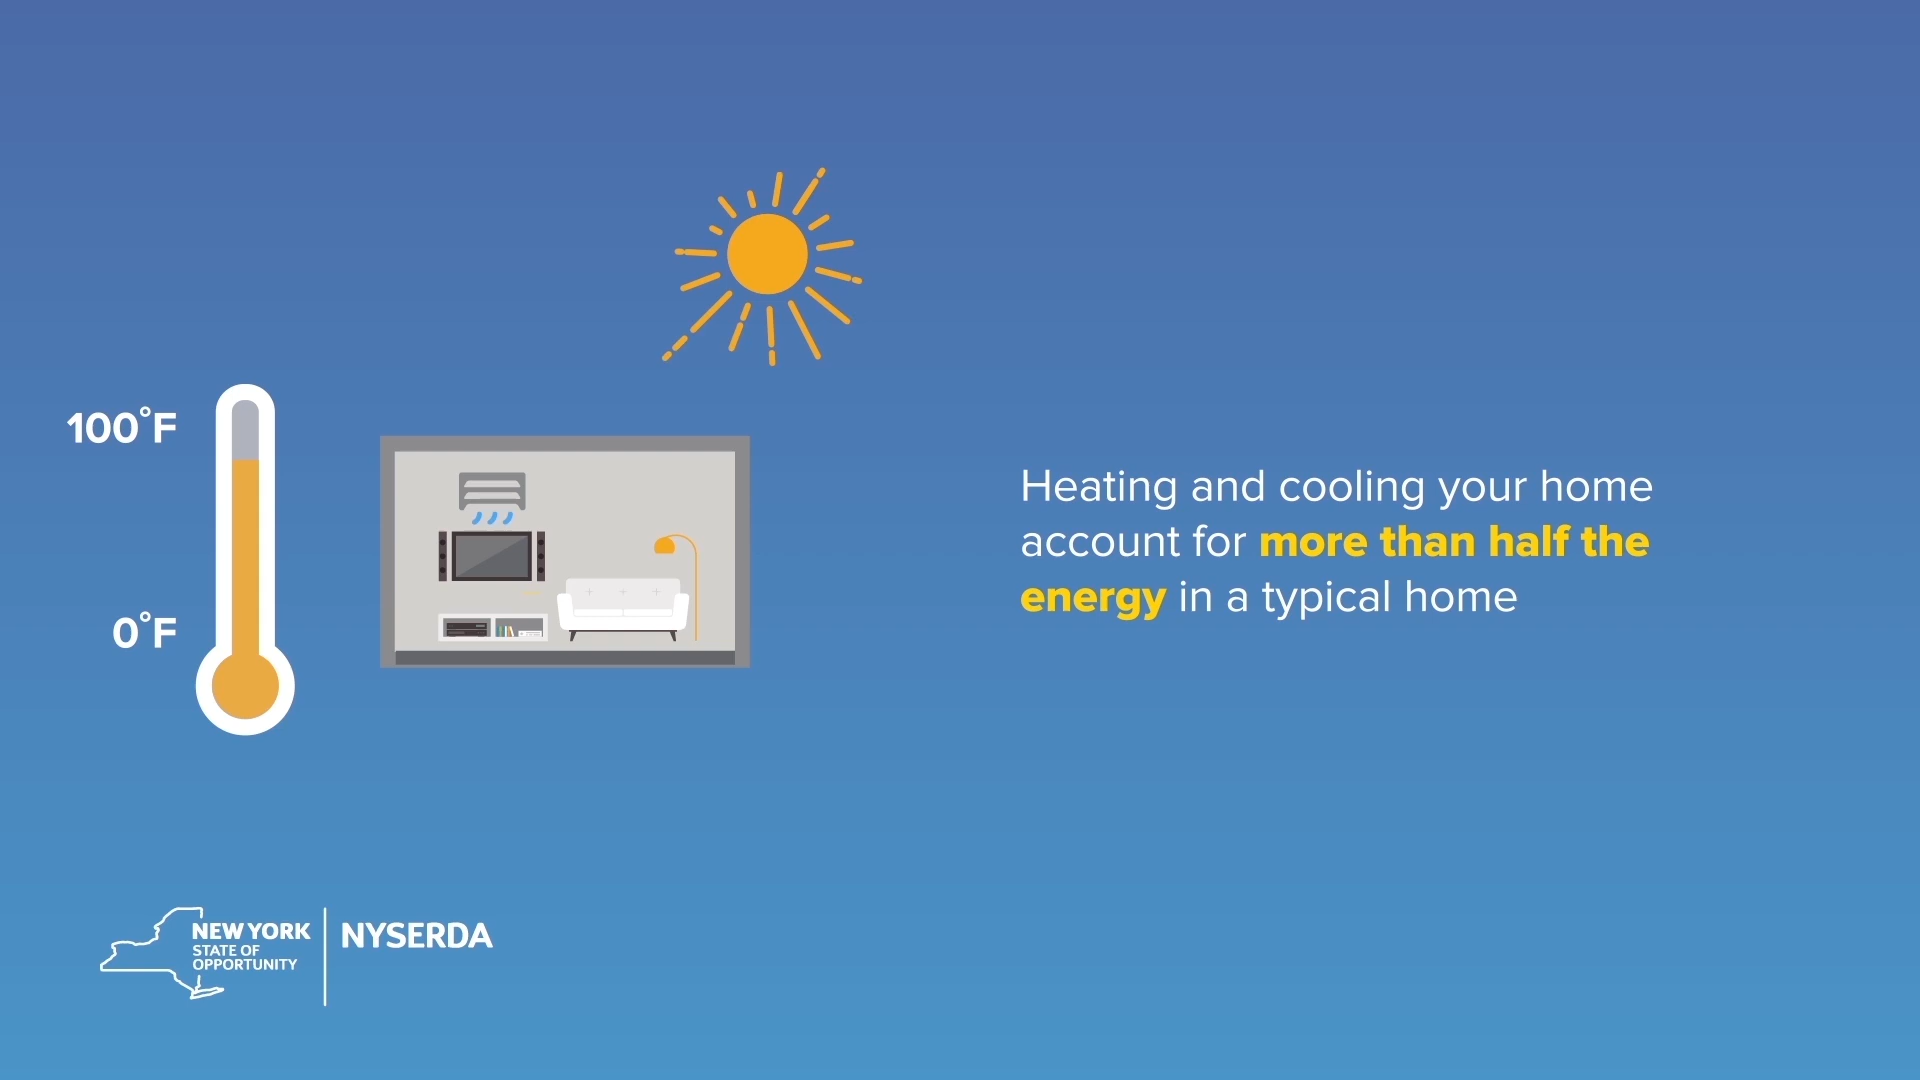 100°F
0°F
Heating and cooling your home
account for more than half the
energy in a typical home
NEW YORK
STATE OF
OPPORTUNITY
NYSERDA